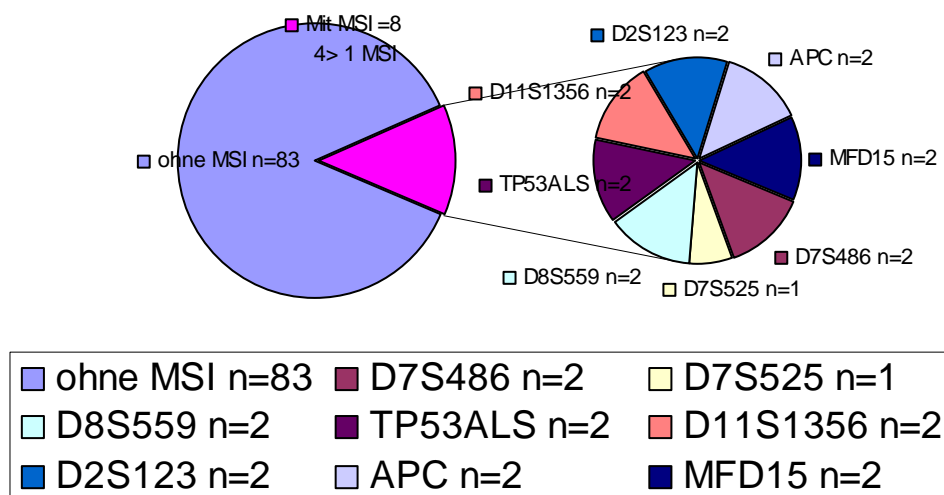 Mit MSI =8
4> 1 MSI
D2S123 n=2
APC n=2
D11S1356 n=2
ohne MSI n=83
MFD15 n=2
TP53ALS n=2
D7S486 n=2
D8S559 n=2
D7S525 n=1
ohne MSI n=83 D7S486 n=2 D7S525 n=1
D8S559 n=2 TP53ALS n=2 D11S1356 n=2
D2S123 n=2 APC n=2 MFD15 n=2